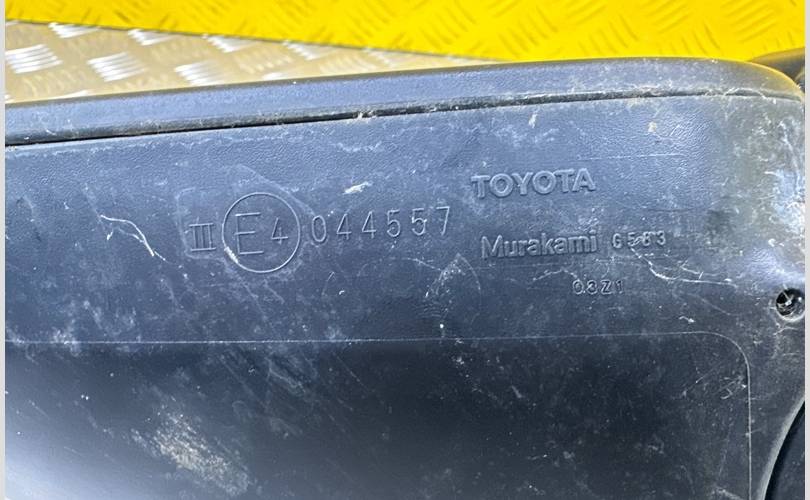 TOYOTA
III E4 044557
Murakami G583
03Z1